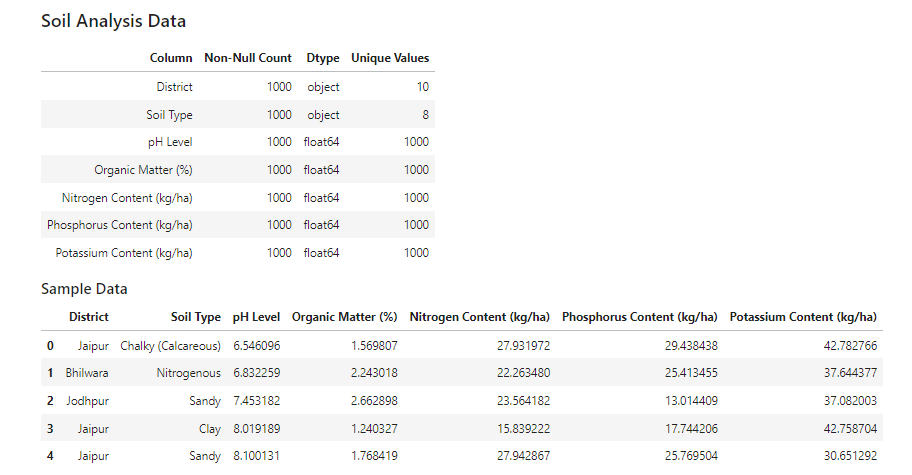 Soil Analysis Data
Column Non-Null Count Dtype Unique Values
District 1000 object 10
Soil Type 1000 object 8
pH Level 1000 float64 1000
Organic Matter (%) 1000 float64 1000
Nitrogen Content (kg/ha) 1000 float64 1000
Phosphorus Content (kg/ha) 1000 float64 1000
Potassium Content (kg/ha) 1000 float64 1000
Sample Data
District Soil Type pH Level Organic Matter (%) Nitrogen Content (kg/ha) Phosphorus Content (kg/ha) Potassium Content (kg/ha)
0 Jaipur Chalky (Calcareous) 6.546096 1.569807 27.931972 29.438438 42.782766
1 Bhilwara Nitrogenous 6.832259 2.243018 22.263480 25.413455 37.644377
2 Jodhpur Sandy 7.453182 2.662898 23.564182 13.014409 37.082003
3 Jaipur Clay 8.019189 1.240327 15.839222 17.744206 42.758704
4 Jaipur Sandy 8.100131 1.768419 27.942867 25.769504 30.651292